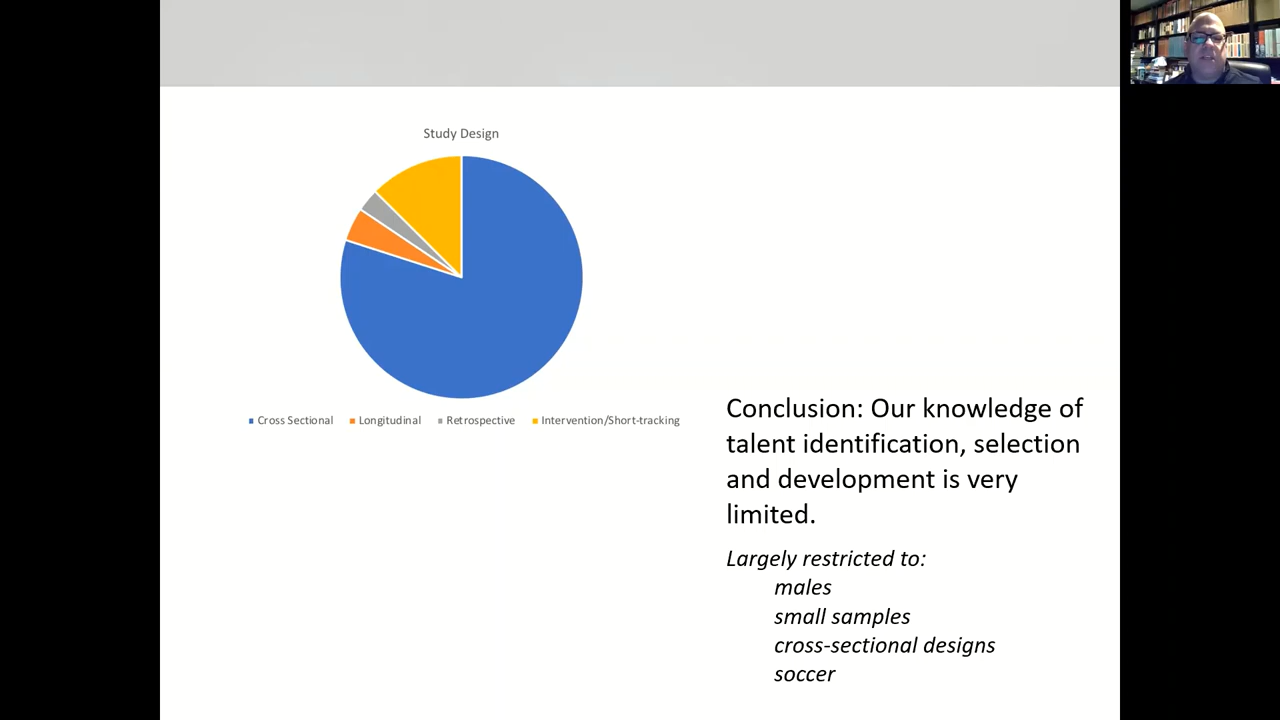 Study Design
Cross Sectional Longitudinal Retrospective Intervention/Short-tracking
Conclusion: Our knowledge of
talent identification, selection
and development is very
limited.
Largely restricted to:
males
small samples
cross-sectional designs
soccer